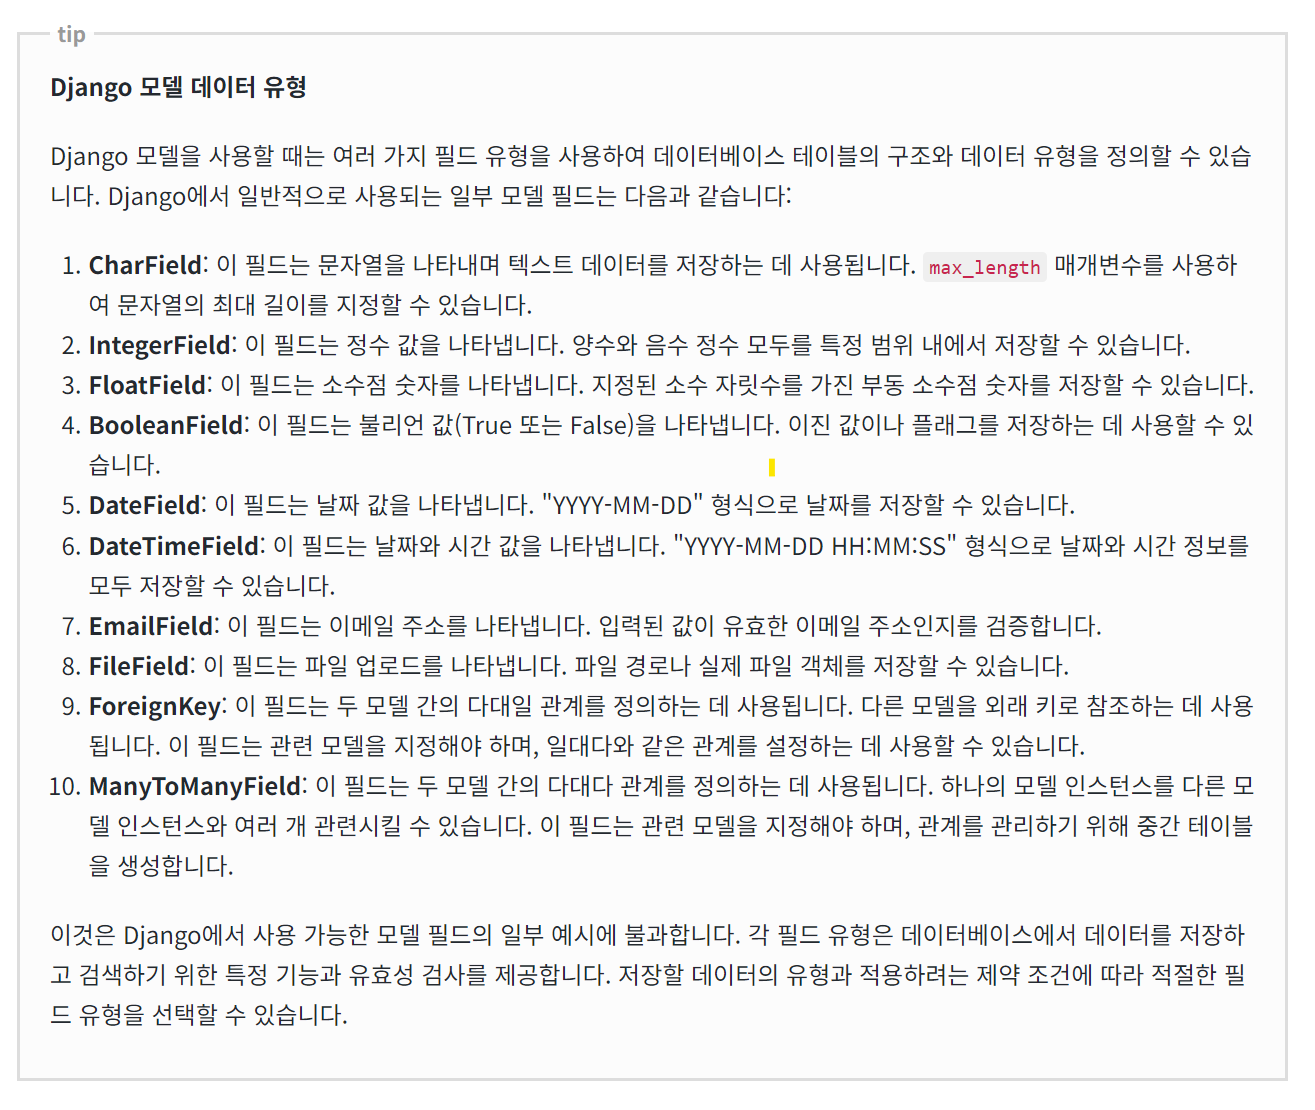 tip
Django 모델 데이터 유형
Django 모델을 사용할 때는 여러 가지 필드 유형을 사용하여 데이터베이스 테이블의 구조와 데이터 유형을 정의할 수 있습
니다. Django에서 일반적으로 사용되는 일부 모델 필드는 다음과 같습니다:
1. CharField: 이 필드는 문자열을 나타내며 텍스트 데이터를 저장하는 데 사용됩니다. max_length 매개변수를 사용하
여 문자열의 최대 길이를 지정할 수 있습니다.
2. IntegerField: 이 필드는 정수 값을 나타냅니다. 양수와 음수 정수 모두를 특정 범위 내에서 저장할 수 있습니다.
3. FloatField: 이 필드는 소수점 숫자를 나타냅니다. 지정된 소수 자릿수를 가진 부동 소수점 숫자를 저장할 수 있습니다.
4. BooleanField: 이 필드는 불리언 값(True 또는 False)을 나타냅니다. 이진 값이나 플래그를 저장하는 데 사용할 수 있
습니다.
5. DateField: 이 필드는 날짜 값을 나타냅니다. "YYYY-MM-DD" 형식으로 날짜를 저장할 수 있습니다.
6. DateTimeField: 이 필드는 날짜와 시간 값을 나타냅니다. "YYYY-MM-DD HH:MM:SS" 형식으로 날짜와 시간 정보를
모두 저장할 수 있습니다.
7. EmailField: 이 필드는 이메일 주소를 나타냅니다. 입력된 값이 유효한 이메일 주소인지를 검증합니다.
8. FileField: 이 필드는 파일 업로드를 나타냅니다. 파일 경로나 실제 파일 객체를 저장할 수 있습니다.
9. ForeignKey: 이 필드는 두 모델 간의 다대일 관계를 정의하는 데 사용됩니다. 다른 모델을 외래 키로 참조하는 데 사용
됩니다. 이 필드는 관련 모델을 지정해야 하며, 일대다와 같은 관계를 설정하는 데 사용할 수 있습니다.
10. ManyToManyField: 이 필드는 두 모델 간의 다대다 관계를 정의하는 데 사용됩니다. 하나의 모델 인스턴스를 다른 모
델 인스턴스와 여러 개 관련시킬 수 있습니다. 이 필드는 관련 모델을 지정해야 하며, 관계를 관리하기 위해 중간 테이블
을 생성합니다.
이것은 Django에서 사용 가능한 모델 필드의 일부 예시에 불과합니다. 각 필드 유형은 데이터베이스에서 데이터를 저장하
고 검색하기 위한 특정 기능과 유효성 검사를 제공합니다. 저장할 데이터의 유형과 적용하려는 제약 조건에 따라 적절한 필
드 유형을 선택할 수 있습니다.